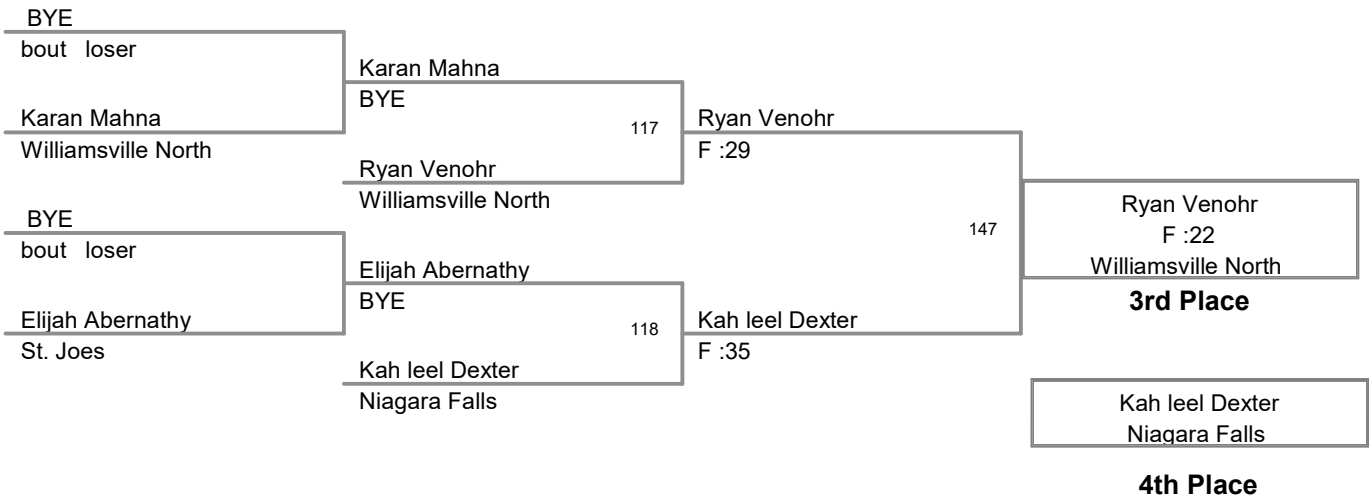 BYE
bout loser
Karan Mahna
Williamsville North
BYE
bout loser
Elijah Abernathy
St. Joes
Karan Mahna
BYE
117
Ryan Venohr
Williamsville North
Elijah Abernathy
BYE
118
Kah leel Dexter
Niagara Falls
Ryan Venohr
F :29
147
Kah leel Dexter
F :35
Ryan Venohr
F :22
Williamsville North
3rd Place
Kah leel Dexter
Niagara Falls
4th Place